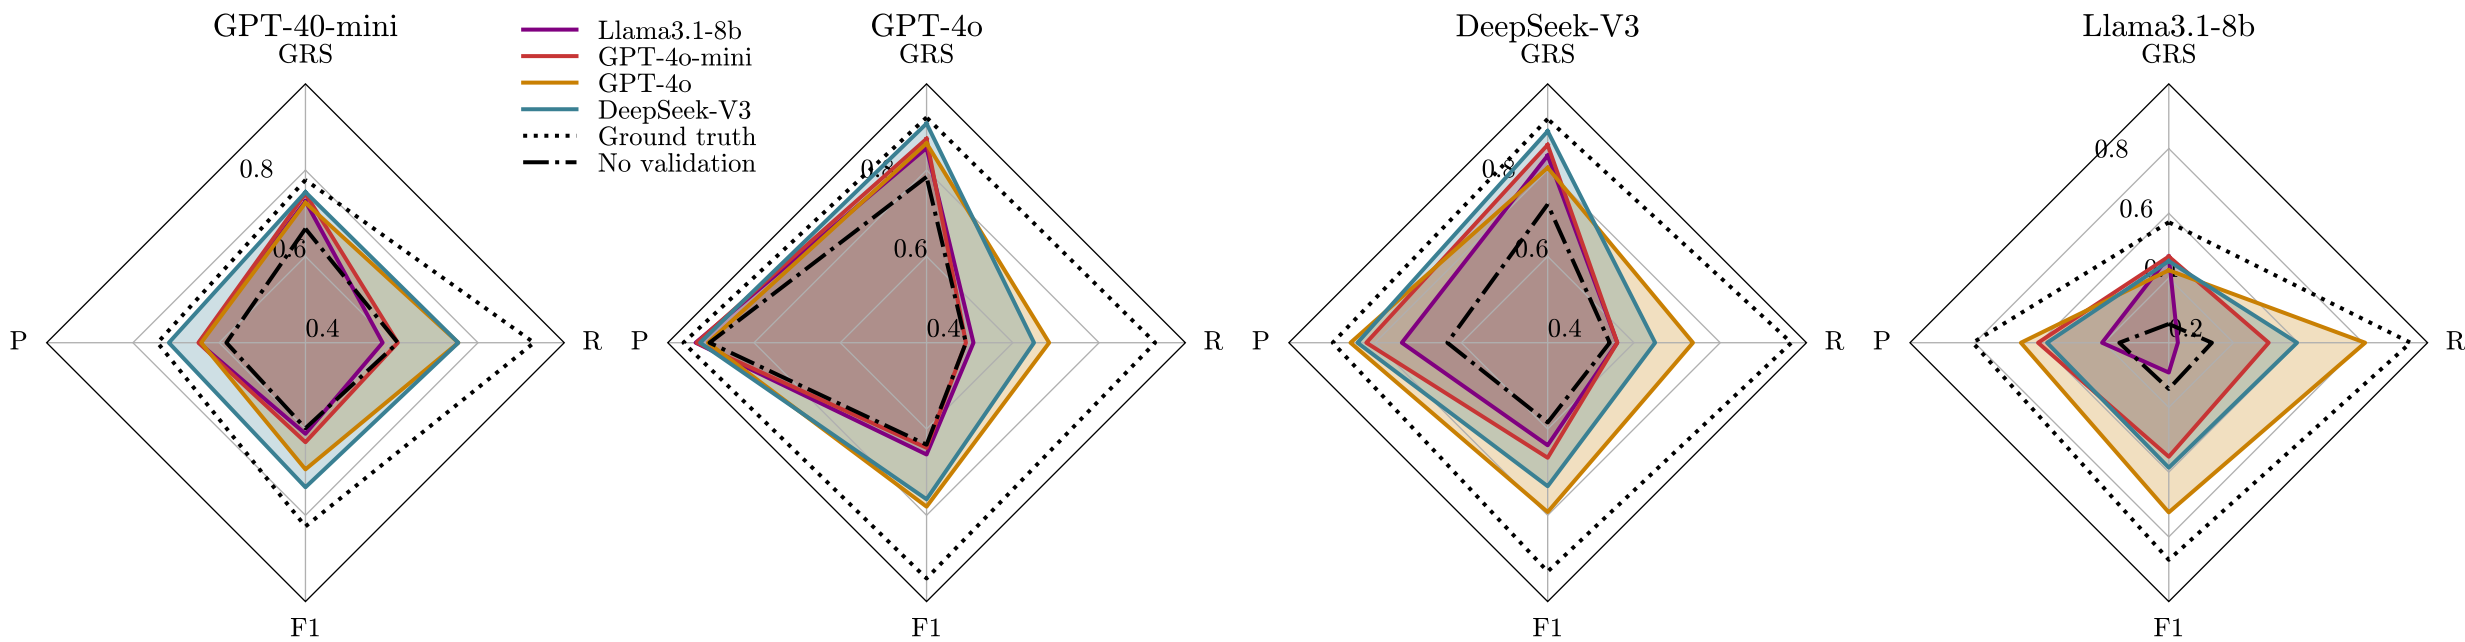 GPT-40-mini
GRS
0.8
0.6
0.4
P
R
F1
Llama3.1-8b
GPT-4o-mini
GPT-4o
DeepSeek-V3
Ground truth
No validation
GPT-4o
GRS
0.8
0.6
0.4
P
R
F1
DeepSeek-V3
GRS
0.8
0.6
0.4
P
R
F1
Llama3.1-8b
GRS
0.8
0.6
0.2
P
R
F1